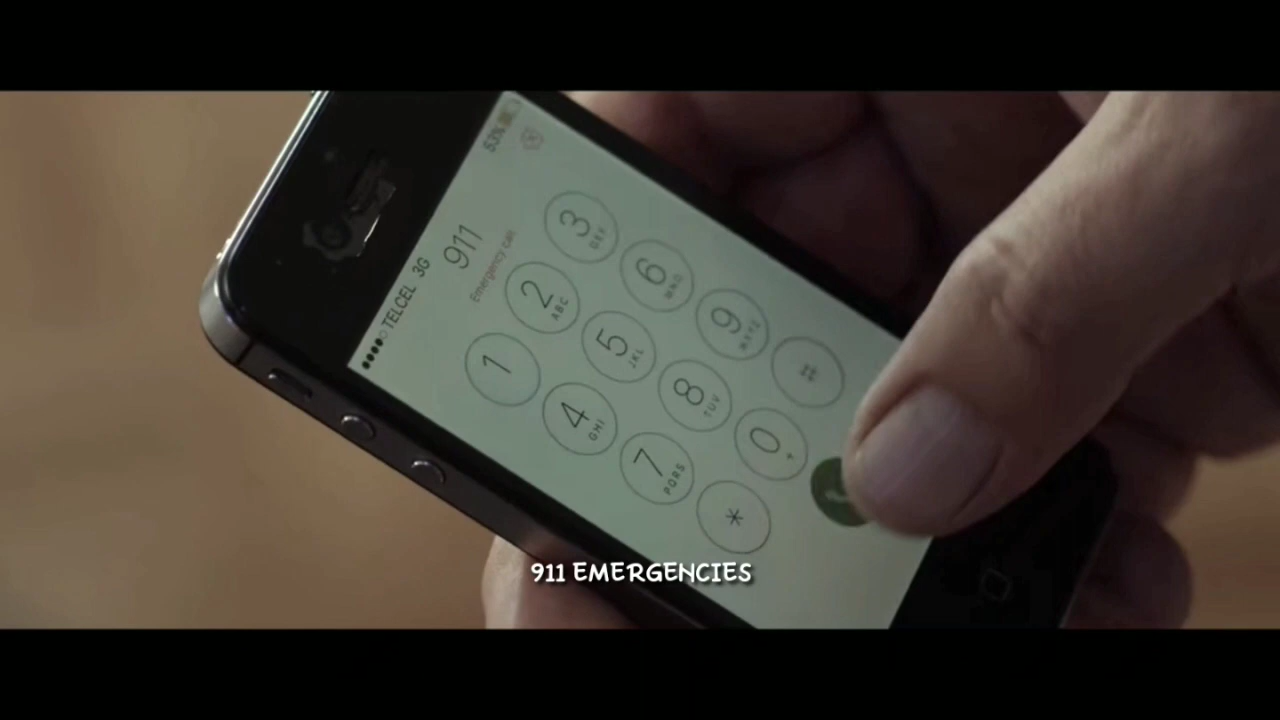 TELCEL 3G
53%
911
Emergency call
1
2 ABC
3 DEF
4 GHI
5 JKL
6 MNO
7 PQRS
8 TUV
9 WXYZ
*
0 +
#
911 EMERGENCIES